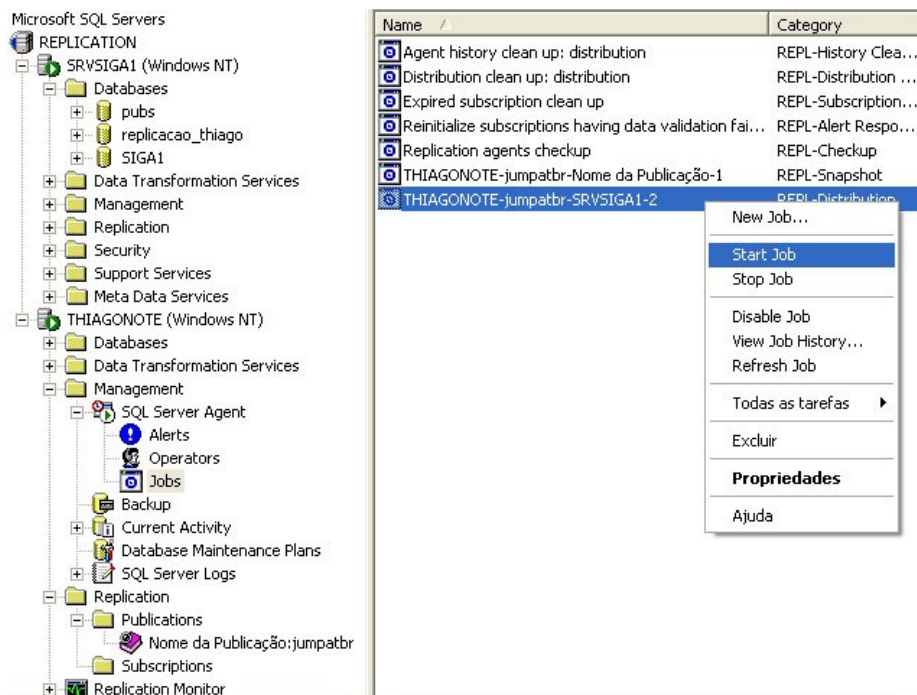 Microsoft SQL Servers
REPLICATION
SRVSIGA1 (Windows NT)
Databases
pubs
replicacao_thiago
SIGA1
Data Transformation Services
Management
Replication
Security
Support Services
Meta Data Services
THIAGONOTE (Windows NT)
Databases
Data Transformation Services
Management
SQL Server Agent
Alerts
Operators
Jobs
Backup
Current Activity
Database Maintenance Plans
SQL Server Logs
Replication
Publications
Nome da Publicação:jumpatbr
Subscriptions
Replication Monitor
Name Category
Agent history clean up: distribution REPL-History Clea...
Distribution clean up: distribution REPL-Distribution ...
Expired subscription clean up REPL-Subscription...
Reinitialize subscriptions having data validation fai... REPL-Alert Respo...
Replication agents checkup REPL-Checkup
THIAGONOTE-jumpatbr-Nome da Publicação-1 REPL-Snapshot
THIAGONOTE-jumpatbr-SRVSIGA1-2 REPL-Distribution
New Job...
Start Job
Stop Job
Disable Job
View Job History...
Refresh Job
Todas as tarefas
Excluir
Propriedades
Ajuda